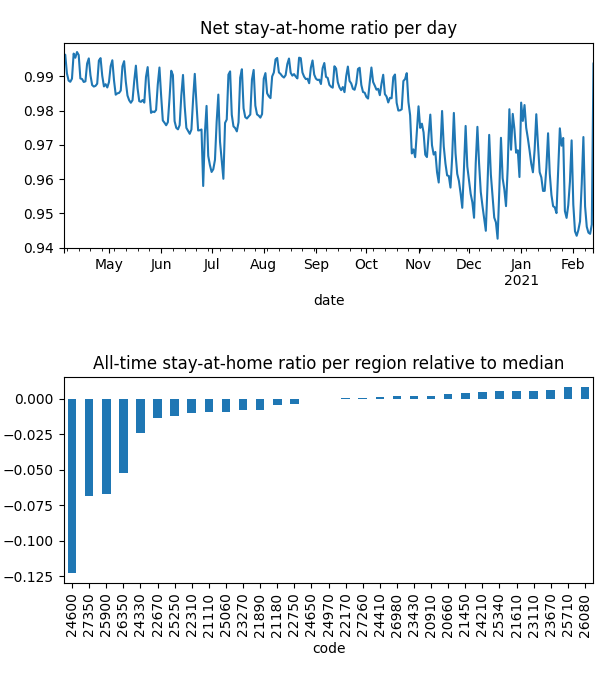 Net stay-at-home ratio per day
0.99
0.98
0.97
0.96
0.95
0.94
May Jun Jul Aug Sep Oct Nov Dec Jan Feb
2021
date
All-time stay-at-home ratio per region relative to median
0.000
−0.025
−0.050
−0.075
−0.100
−0.125
24600 27350 25900 26350 24330 22670 25250 22310 21110 25060 23270 21890 21180 22750 24650 24970 22170 27260 24410 26980 23430 20910 20660 21450 24210 25340 21610 23110 23670 25710 26080
code